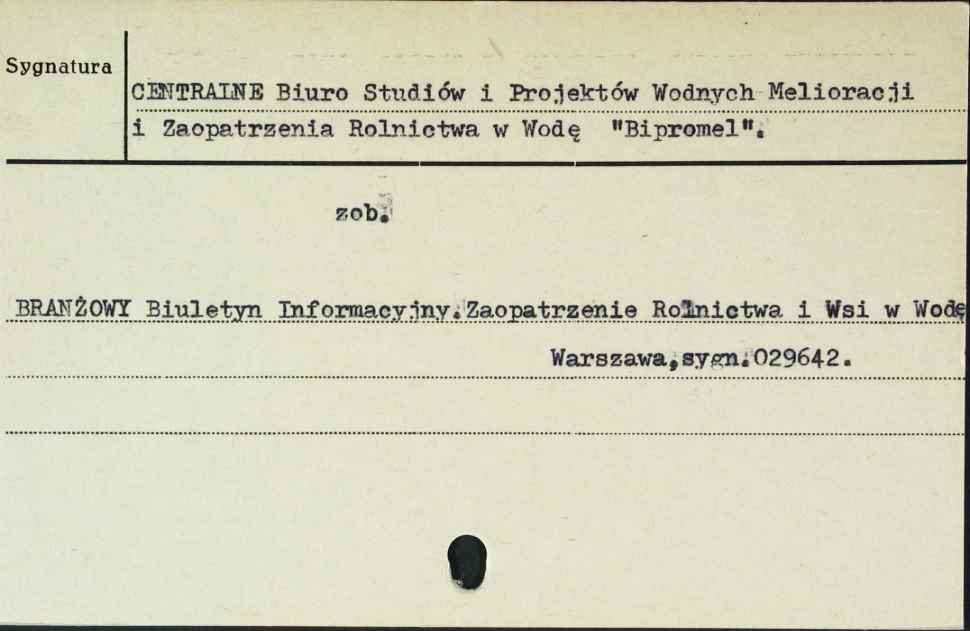 Sygnatura
CENTRALNE Biuro Studiów i Projektów Wodnych Melioracji
i Zaopatrzenia Rolnictwa w Wodę "Bipromel".
zob.
BRANŻOWY Biuletyn Informacyjny.Zaopatrzenie Rolnictwa i Wsi w Wodę
Warszawa,sygn.029642.